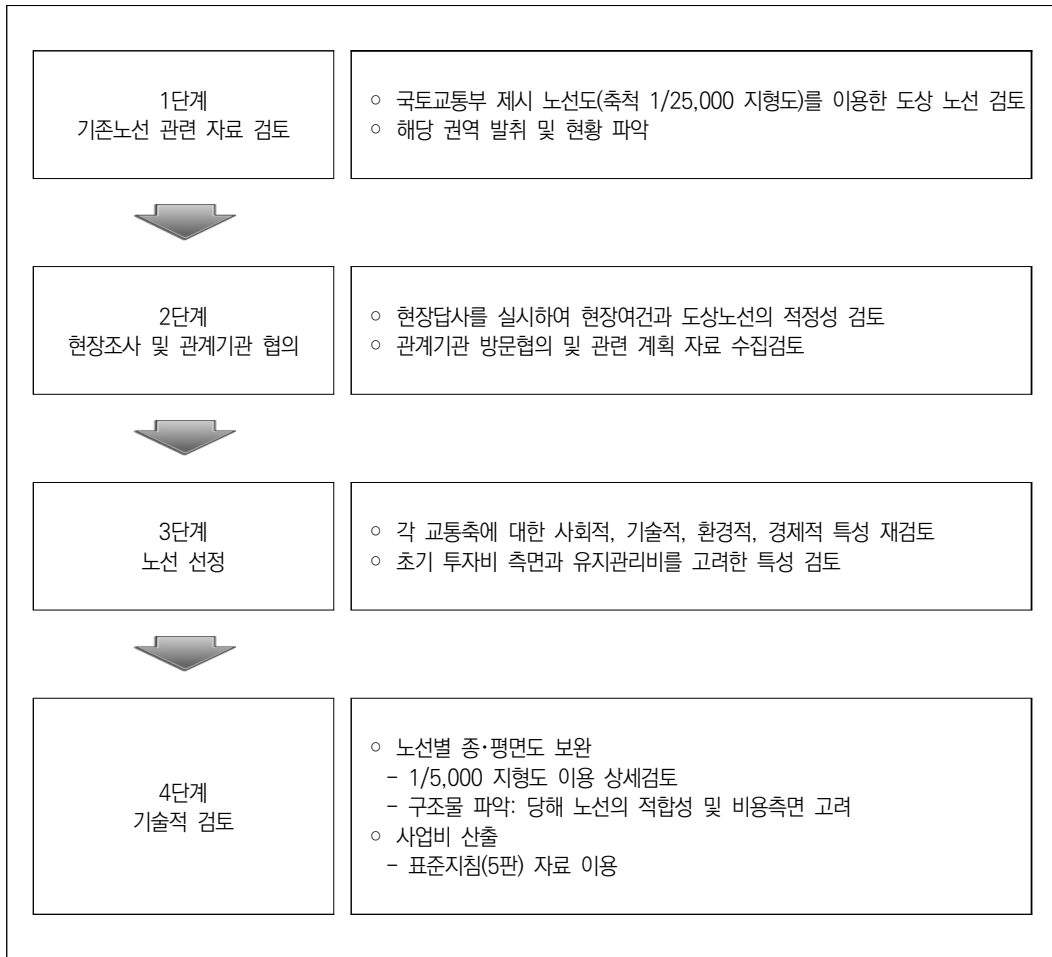 1단계
기존노선 관련 자료 검토
○ 국토교통부 제시 노선도(축척 1/25,000 지형도)를 이용한 도상 노선 검토
○ 해당 권역 발취 및 현황 파악
2단계
현장조사 및 관계기관 협의
○ 현장답사를 실시하여 현장여건과 도상노선의 적정성 검토
○ 관계기관 방문협의 및 관련 계획 자료 수집검토
3단계
노선 선정
○ 각 교통축에 대한 사회적, 기술적, 환경적, 경제적 특성 재검토
○ 초기 투자비 측면과 유지관리비를 고려한 특성 검토
4단계
기술적 검토
○ 노선별 종·평면도 보완
- 1/5,000 지형도 이용 상세검토
- 구조물 파악: 당해 노선의 적합성 및 비용측면 고려
○ 사업비 산출
- 표준지침(5판) 자료 이용